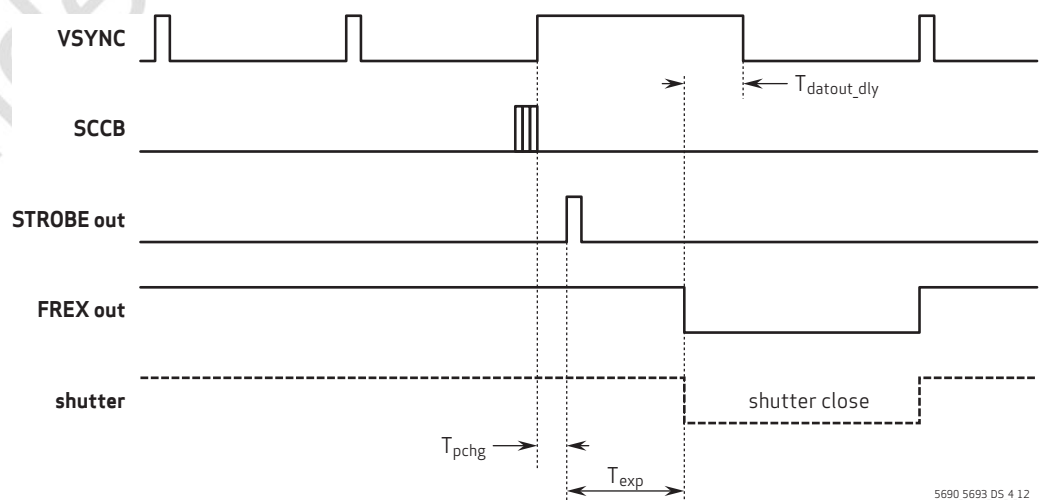 VSYNC
T_datout_dly
SCCB
STROBE out
FREX out
shutter
shutter close
T_pchg
T_exp
5690 5693 DS 4 12